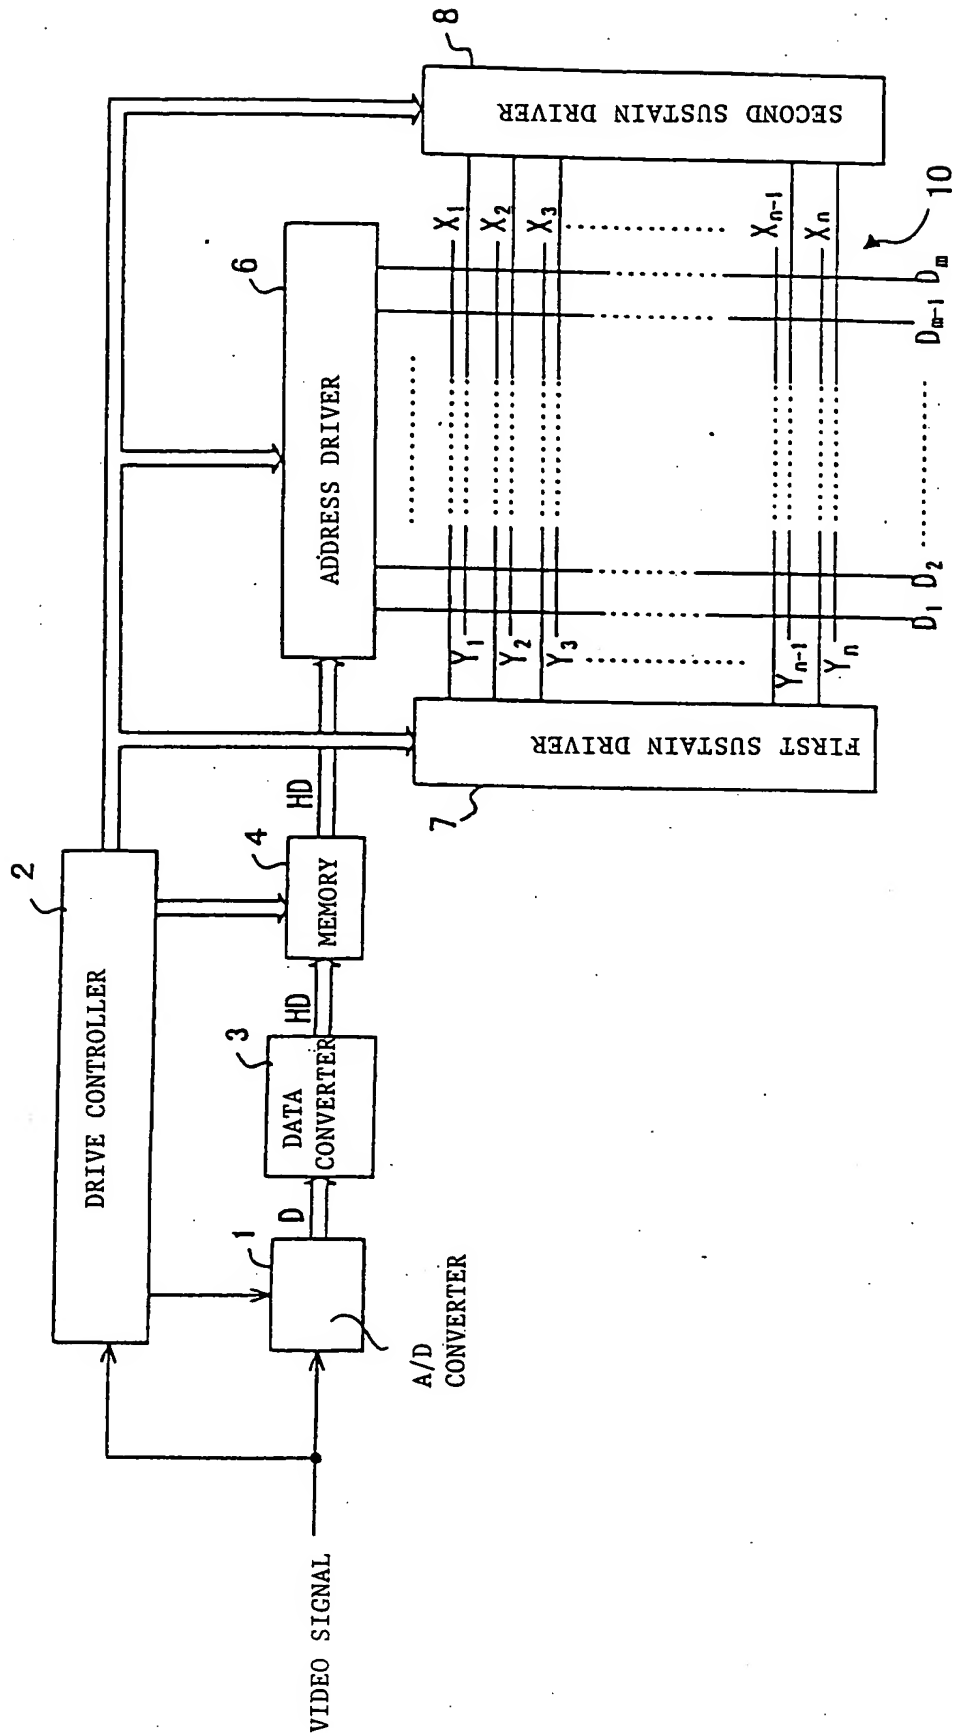 2
DRIVE CONTROLLER
VIDEO SIGNAL
1
A/D
CONVERTER
D
3
DATA
CONVERTER
HD
4
MEMORY
HD
6
ADDRESS DRIVER
7
FIRST SUSTAIN DRIVER
8
SECOND SUSTAIN DRIVER
Y1
Y2
Y3
Yn-1
Yn
X1
X2
X3
Xn-1
Xn
D1
D2
Dm-1
Dm
10